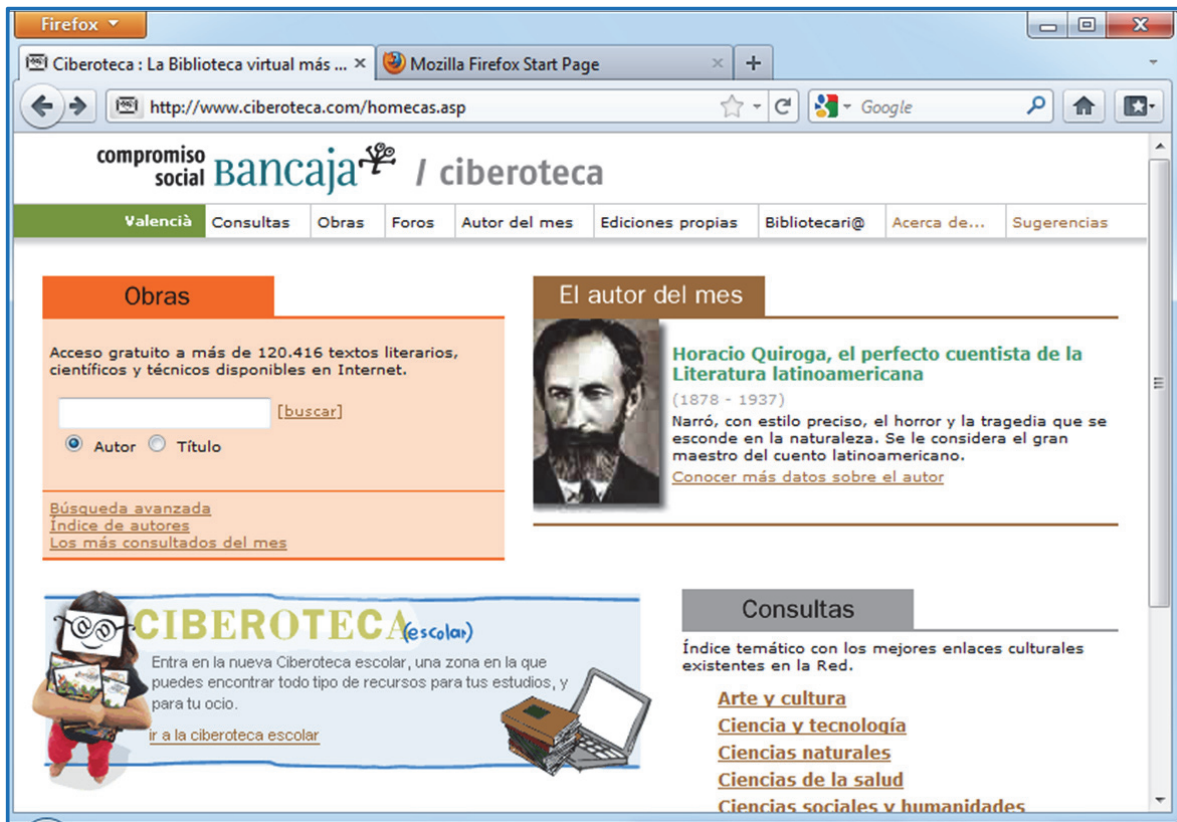 Firefox
Ciberoteca : La Biblioteca virtual más ...
Mozilla Firefox Start Page
http://www.ciberoteca.com/homecas.asp
Google
compromiso
social Bancaja / ciberoteca
Valencià Consultas Obras Foros Autor del mes Ediciones propias Bibliotecari@ Acerca de... Sugerencias
Obras
Acceso gratuito a más de 120.416 textos literarios,
científicos y técnicos disponibles en Internet.
[buscar]
Autor Título
Búsqueda avanzada
Índice de autores
Los más consultados del mes
El autor del mes
Horacio Quiroga, el perfecto cuentista de la
Literatura latinoamericana
(1878 - 1937)
Narró, con estilo preciso, el horror y la tragedia que se
esconde en la naturaleza. Se le considera el gran
maestro del cuento latinoamericano.
Conocer más datos sobre el autor
CIBEROTECA (escolar)
Entra en la nueva Ciberoteca escolar, una zona en la que
puedes encontrar todo tipo de recursos para tus estudios, y
para tu ocio.
ir a la ciberoteca escolar
Consultas
Índice temático con los mejores enlaces culturales
existentes en la Red.
Arte y cultura
Ciencia y tecnología
Ciencias naturales
Ciencias de la salud
Ciencias sociales y humanidades